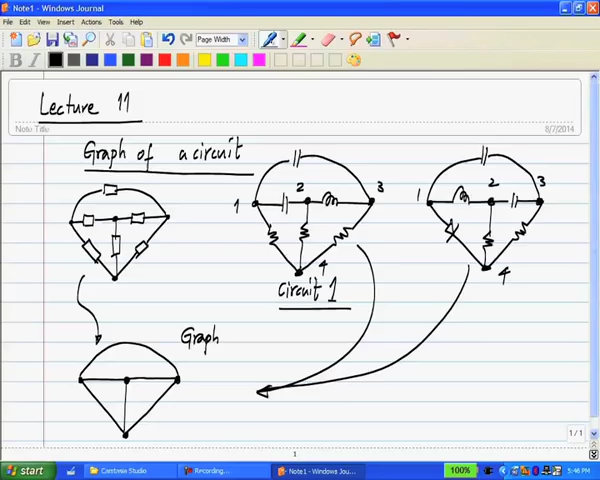 Note1 - Windows Journal
File Edit View Insert Actions Tools Help
Page Width
B I
Lecture 11
Note Title
8/7/2014
Graph of a circuit
1 2 3 4
1 2 3 4
Circuit 1
Graph
1/1
1
start
Camtasia Studio
Recording...
Note1 - Windows Jour...
100%
5:46 PM